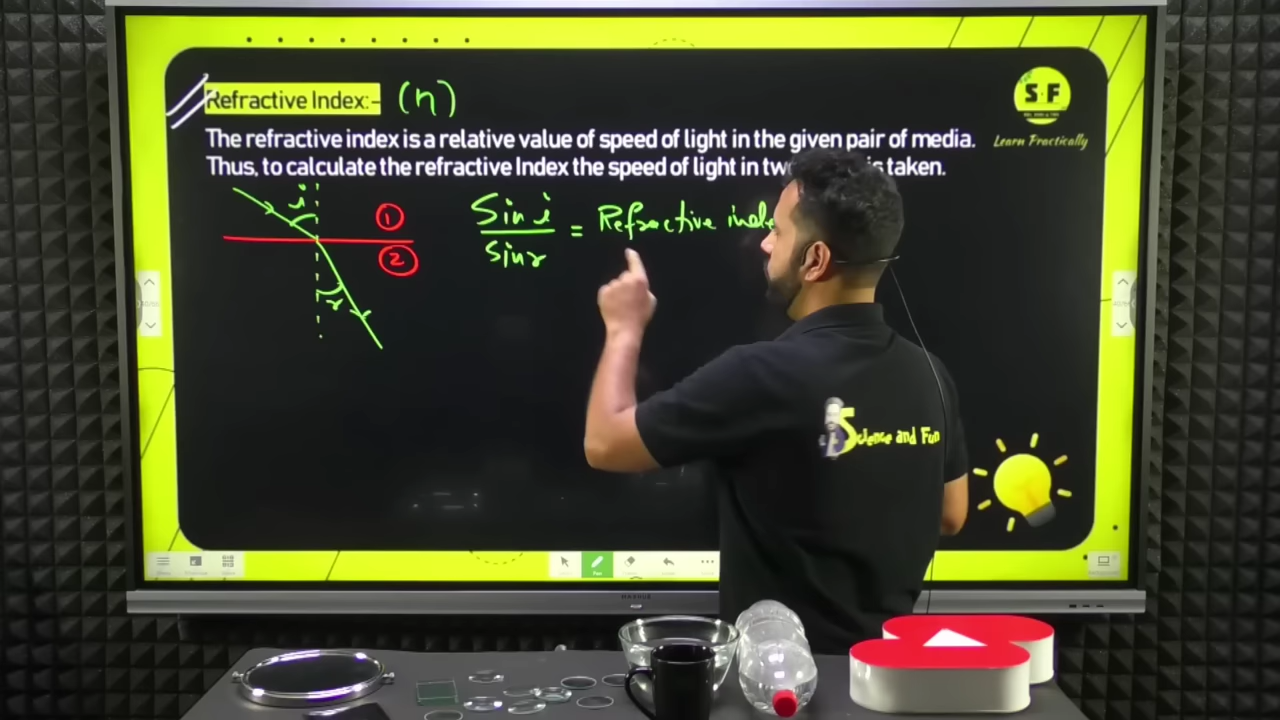 Refractive Index:- (n)
The refractive index is a relative value of speed of light in the given pair of media.
Thus, to calculate the refractive Index the speed of light in is taken.
S·F
Learn Practically
i
1
2
r
Sin i
Sin r
= Refractive
Science and Fun